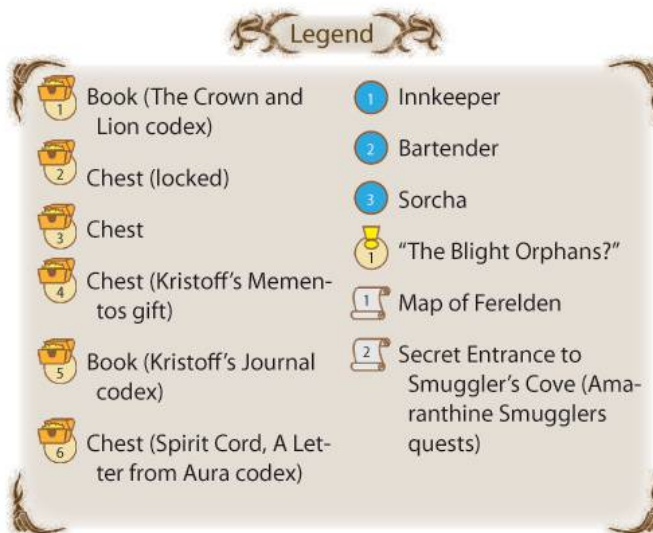 Legend
1 Book (The Crown and
Lion codex)
2 Chest (locked)
3 Chest
4 Chest (Kristoff’s Memen-
tos gift)
5 Book (Kristoff’s Journal
codex)
6 Chest (Spirit Cord, A Let-
ter from Aura codex)
1 Innkeeper
2 Bartender
3 Sorcha
1 “The Blight Orphans?”
1 Map of Ferelden
2 Secret Entrance to
Smuggler’s Cove (Ama-
ranthine Smugglers
quests)